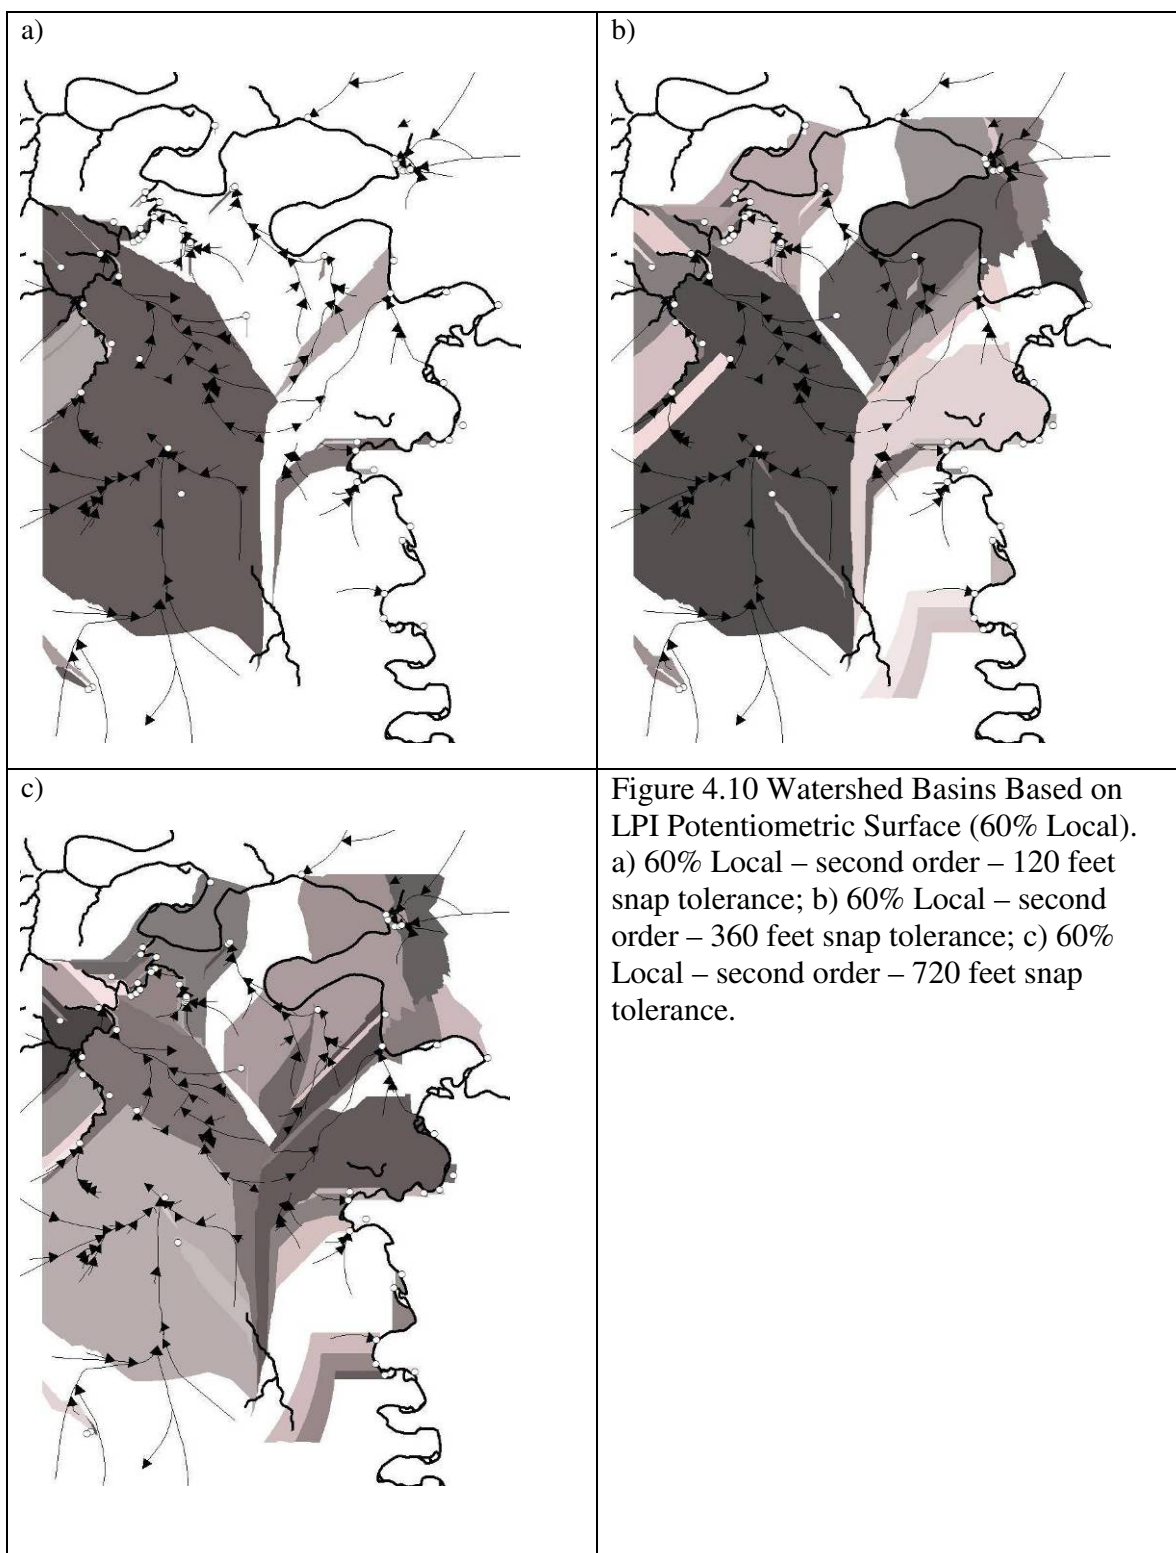 a)
b)
c)
Figure 4.10 Watershed Basins Based on
LPI Potentiometric Surface (60% Local).
a) 60% Local – second order – 120 feet
snap tolerance; b) 60% Local – second
order – 360 feet snap tolerance; c) 60%
Local – second order – 720 feet snap
tolerance.